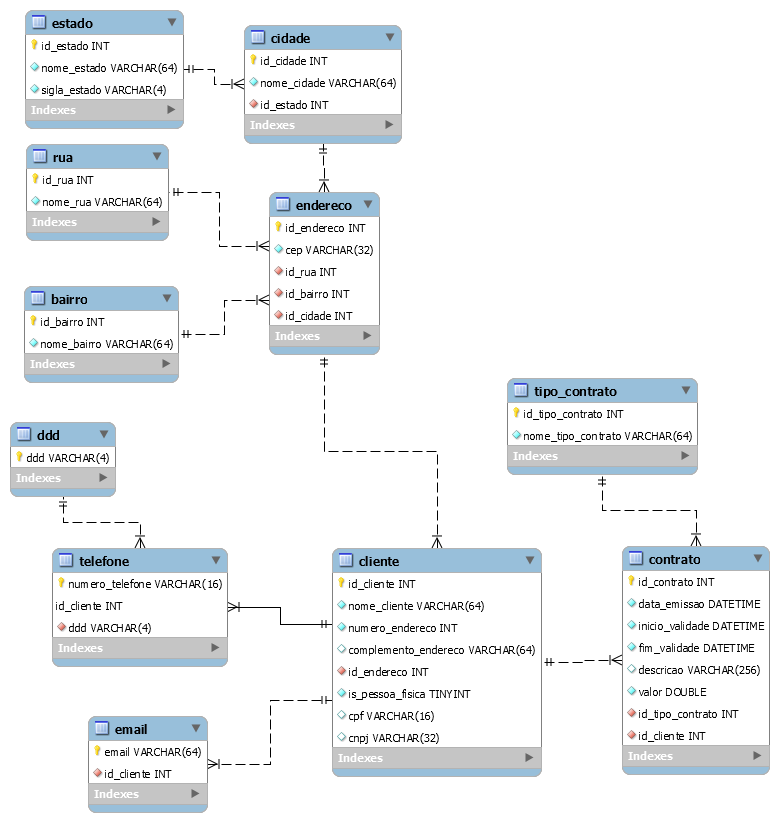 estado
id_estado INT
nome_estado VARCHAR(64)
sigla_estado VARCHAR(4)
Indexes
cidade
id_cidade INT
nome_cidade VARCHAR(64)
id_estado INT
Indexes
rua
id_rua INT
nome_rua VARCHAR(64)
Indexes
endereco
id_endereco INT
cep VARCHAR(32)
id_rua INT
id_bairro INT
id_cidade INT
Indexes
bairro
id_bairro INT
nome_bairro VARCHAR(64)
Indexes
tipo_contrato
id_tipo_contrato INT
nome_tipo_contrato VARCHAR(64)
Indexes
ddd
ddd VARCHAR(4)
Indexes
telefone
numero_telefone VARCHAR(16)
id_cliente INT
ddd VARCHAR(4)
Indexes
cliente
id_cliente INT
nome_cliente VARCHAR(64)
numero_endereco INT
complemento_endereco VARCHAR(64)
id_endereco INT
is_pessoa_fisica TINYINT
cpf VARCHAR(16)
cnpj VARCHAR(32)
Indexes
contrato
id_contrato INT
data_emissao DATETIME
inicio_validade DATETIME
fim_validade DATETIME
descricao VARCHAR(256)
valor DOUBLE
id_tipo_contrato INT
id_cliente INT
Indexes
email
email VARCHAR(64)
id_cliente INT
Indexes